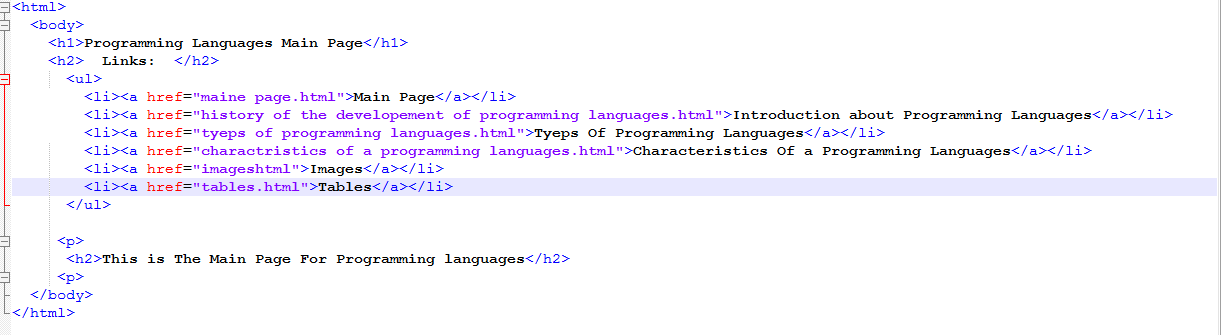 <html>
<body>
<h1>Programming Languages Main Page</h1>
<h2>  Links:  </h2>
<ul>
<li><a href="maine page.html">Main Page</a></li>
<li><a href="history of the developement of programming languages.html">Introduction about Programming Languages</a></li>
<li><a href="tyeps of programming languages.html">Tyeps Of Programming Languages</a></li>
<li><a href="charactristics of a programming languages.html">Characteristics Of a Programming Languages</a></li>
<li><a href="imageshtml">Images</a></li>
<li><a href="tables.html">Tables</a></li>
</ul>
<p>
<h2>This is The Main Page For Programming languages</h2>
<p>
</body>
</html>